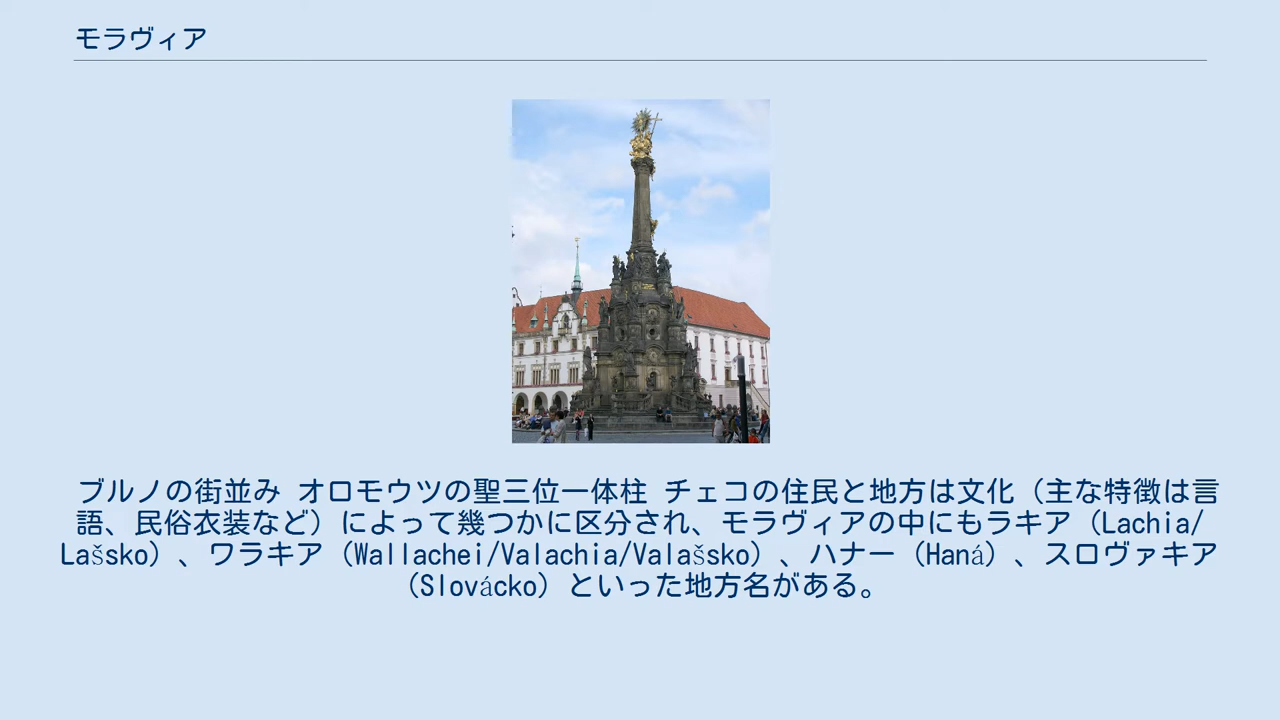 モラヴィア
ブルノの街並み オロモウツの聖三位一体柱 チェコの住民と地方は文化（主な特徴は言
語、民俗衣装など）によって幾つかに区分され、モラヴィアの中にもラキア（Lachia/
Lašsko）、ワラキア（Wallachei/Valachia/Valašsko）、ハナー（Haná）、スロヴァキア
（Slovácko）といった地方名がある。